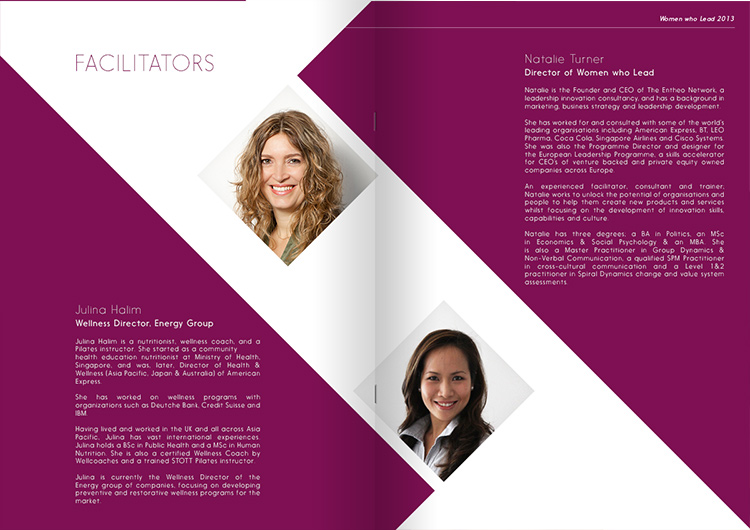 Women who Lead 2013
FACILITATORS
Julina Halim
Wellness Director, Energy Group
Julina Halim is a nutritionist, wellness coach, and a
Pilates instructor. She started as a community
health education nutritionist at Ministry of Health,
Singapore, and was, later, Director of Health &
Wellness (Asia Pacific, Japan & Australia) of American
Express.
She has worked on wellness programs with
organizations such as Deutche Bank, Credit Suisse and
IBM.
Having lived and worked in the UK and all across Asia
Pacific, Julina has vast international experiences.
Julina holds a BSc in Public Health and a MSc in Human
Nutrition. She is also a certified Wellness Coach by
Wellcoaches and a trained STOTT Pilates instructor.
Julina is currently the Wellness Director of the
Energy group of companies, focusing on developing
preventive and restorative wellness programs for the
market.
Natalie Turner
Director of Women who Lead
Natalie is the Founder and CEO of The Entheo Network, a
leadership innovation consultancy, and has a background in
marketing, business strategy and leadership development.
She has worked for and consulted with some of the world's
leading organisations including American Express, BT, LEO
Pharma, Coca Cola, Singapore Airlines and Cisco Systems.
She was also the Programme Director and designer for
the European Leadership Programme, a skills accelerator
for CEO's of venture backed and private equity owned
companies across Europe.
An experienced facilitator, consultant and trainer,
Natalie works to unlock the potential of organisations and
people to help them create new products and services
whilst focusing on the development of innovation skills,
capabilities and culture.
Natalie has three degrees; a BA in Politics, an MSc
in Economics & Social Psychology & an MBA. She
is also a Master Practitioner in Group Dynamics &
Non-Verbal Communication, a qualified SPM Practitioner
in cross-cultural communication and a Level 1&2
practitioner in Spiral Dynamics change and value system
assessments.